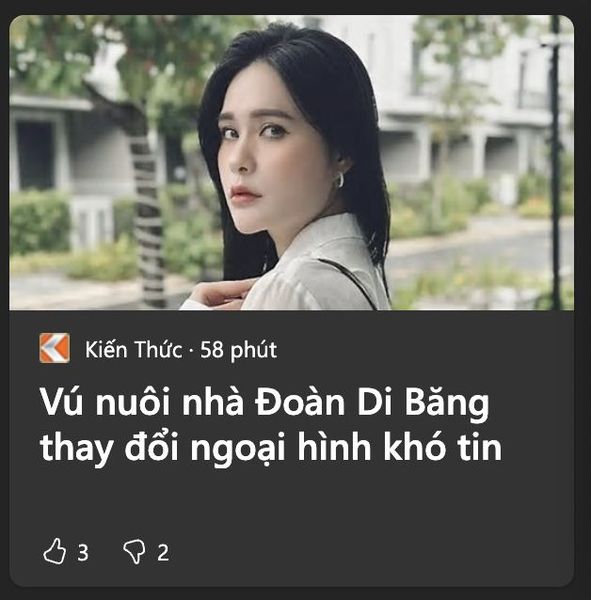 Kiến Thức · 58 phút
Vú nuôi nhà Đoàn Di Băng
thay đổi ngoại hình khó tin
3 2